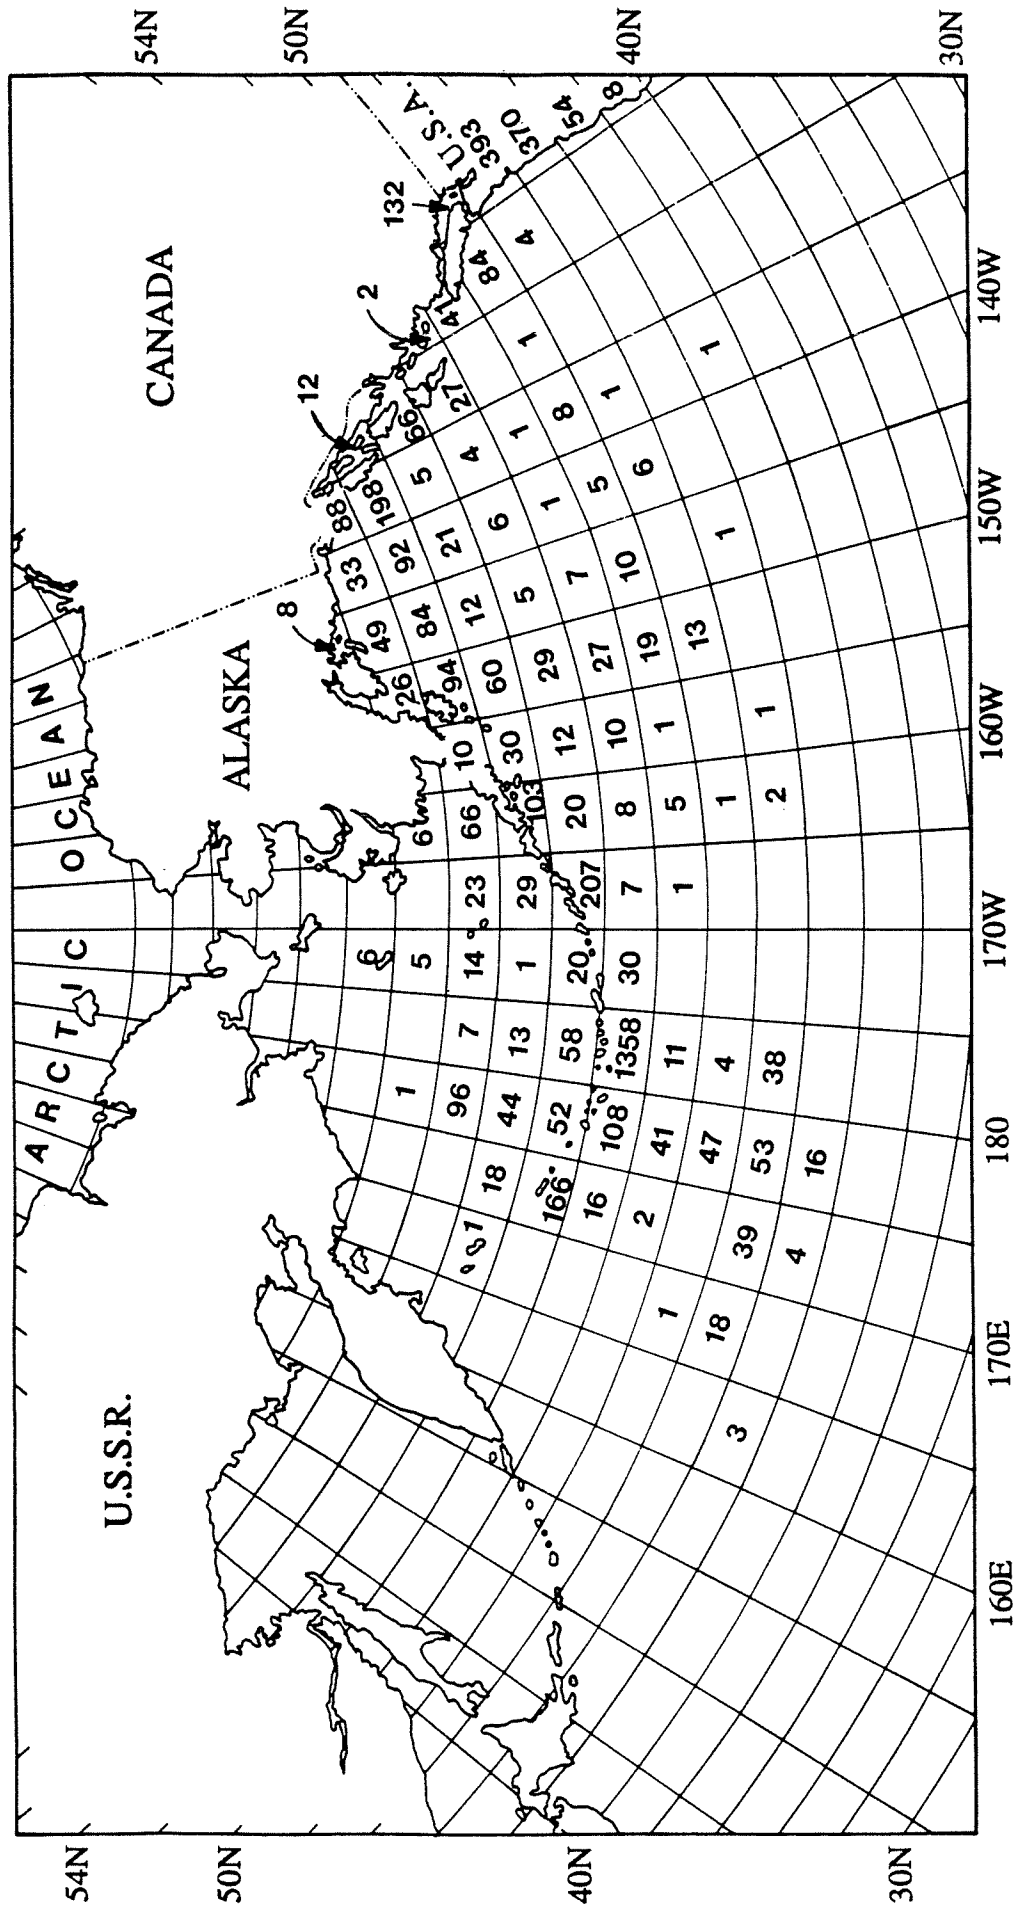 ARCTIC OCEAN
54N
U.S.S.R.
CANADA
54N
50N
ALASKA
8
12
2
132
50N
U.S.A.
6
1 5 6 26 49 33 88 393
96 7 14 23 66 10 94 84 92 198 370
1 18 44 13 1 29 103 30 60 12 21 5 66 54
166 52 58 20 207 20 12 29 5 6 4 27 41 8
40N
16 108 1358 30 7 8 10 27 7 1 1 84
40N
2 41 11 1 5 1 19 10 5 8 1 4
1 47 4 1 13 6 1
18 39 53 38 2 1 1
3 4 16 1
30N
30N
160E 170E 180 170W 160W 150W 140W